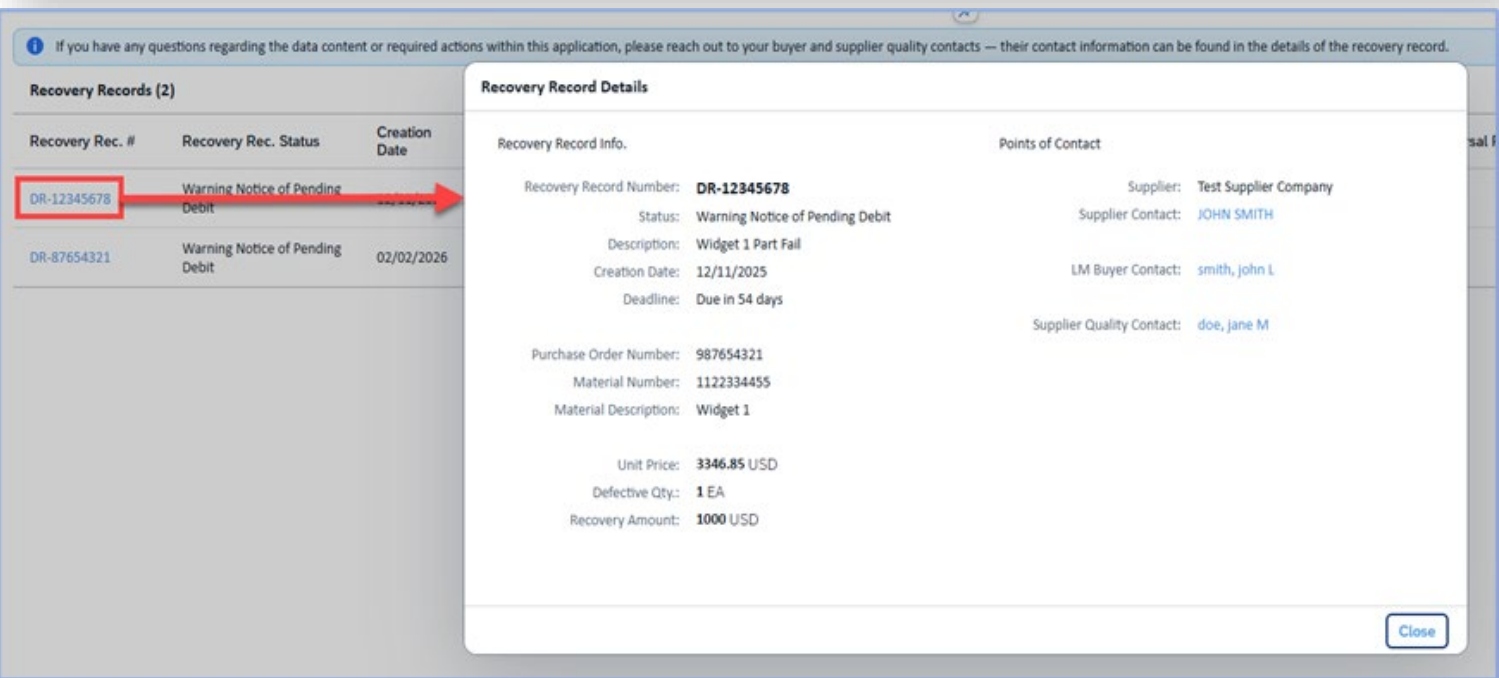 If you have any questions regarding the data content or required actions within this application, please reach out to your buyer and supplier quality contacts — their contact information can be found in the details of the recovery record.
Recovery Records (2)
Recovery Rec. #
Recovery Rec. Status
Creation
Date
DR-12345678
Warning Notice of Pending
Debit
DR-87654321
Warning Notice of Pending
Debit
02/02/2026
Recovery Record Details
Recovery Record Info.
Recovery Record Number: DR-12345678
Status: Warning Notice of Pending Debit
Description: Widget 1 Part Fail
Creation Date: 12/11/2025
Deadline: Due in 54 days
Purchase Order Number: 987654321
Material Number: 1122334455
Material Description: Widget 1
Unit Price: 3346.85 USD
Defective Qty.: 1 EA
Recovery Amount: 1000 USD
Points of Contact
Supplier: Test Supplier Company
Supplier Contact: JOHN SMITH
LM Buyer Contact: smith, john L
Supplier Quality Contact: doe, jane M
Close